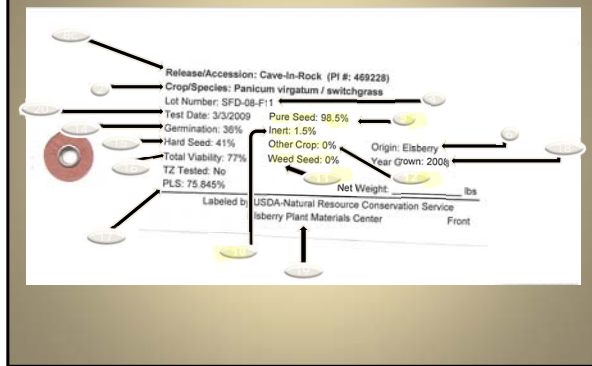 Release/Accession: Cave-In-Rock (PI #: 469228)
Crop/Species: Panicum virgatum / switchgrass
Lot Number: SFD-08-F11
Test Date: 3/3/2009 Pure Seed: 98.5%
Germination: 36% Inert: 1.5%
Hard Seed: 41% Other Crop: 0% Origin: Elsberry
Total Viability: 77% Weed Seed: 0% Year Grown: 2008
TZ Tested: No
PLS: 75.845% Net Weight: ____________ lbs
Labeled by USDA-Natural Resource Conservation Service
lsberry Plant Materials Center Front